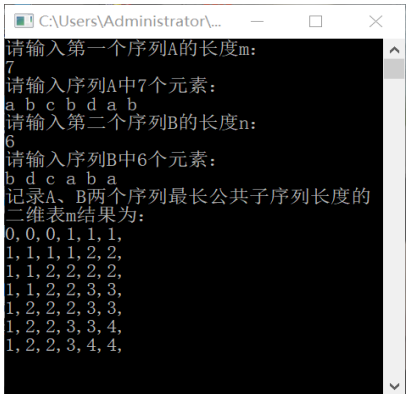 C:\Users\Administrator\...
请输入第一个序列A的长度m:
7
请输入序列A中7个元素:
a b c b d a b
请输入第二个序列B的长度n:
6
请输入序列B中6个元素:
b d c a b a
记录A、B两个序列最长公共子序列长度的
二维表m结果为:
0,0,0,1,1,1,
1,1,1,1,2,2,
1,1,2,2,2,2,
1,1,2,2,3,3,
1,2,2,2,3,3,
1,2,2,3,3,4,
1,2,2,3,4,4,